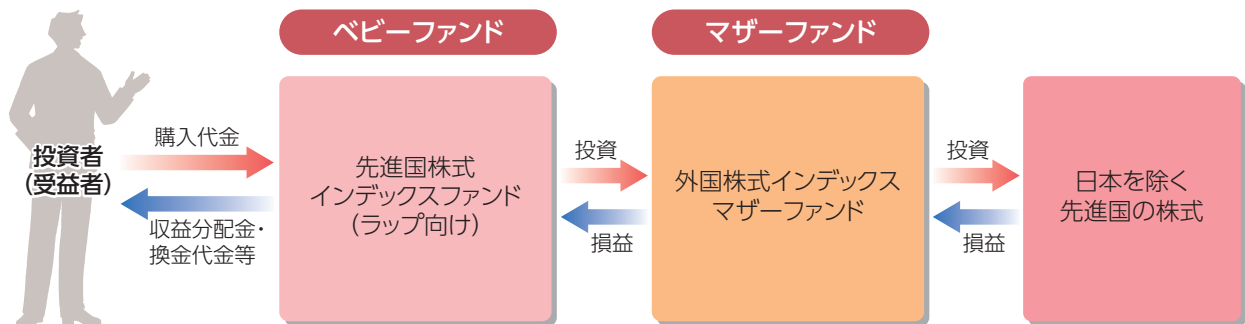 ベビーファンド
マザーファンド
投資者
(受益者)
購入代金
収益分配金・
換金代金等
先進国株式
インデックスファンド
(ラップ向け)
投資
損益
外国株式インデックス
マザーファンド
投資
損益
日本を除く
先進国の株式